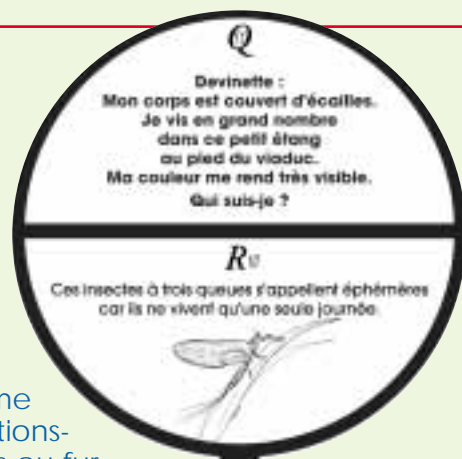 Q
Devinette :
Mon corps est couvert d'écailles.
Je vis en grand nombre
dans ce petit étang
au pied du viaduc.
Ma couleur me rend très visible.
Qui suis-je ?
R
Ces insectes à trois queues s'appellent éphémères
car ils ne vivent qu'une seule journée.
ne
tions-
au fur